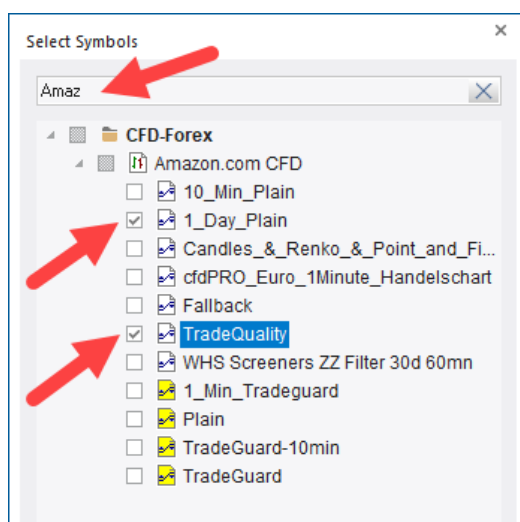 Select Symbols
Amaz
CFD-Forex
Amazon.com CFD
10_Min_Plain
1_Day_Plain
Candles_&_Renko_&_Point_and_Fi...
cfdPRO_Euro_1Minute_Handelschart
Fallback
TradeQuality
WHS Screeners ZZ Filter 30d 60mn
1_Min_Tradeguard
Plain
TradeGuard-10min
TradeGuard